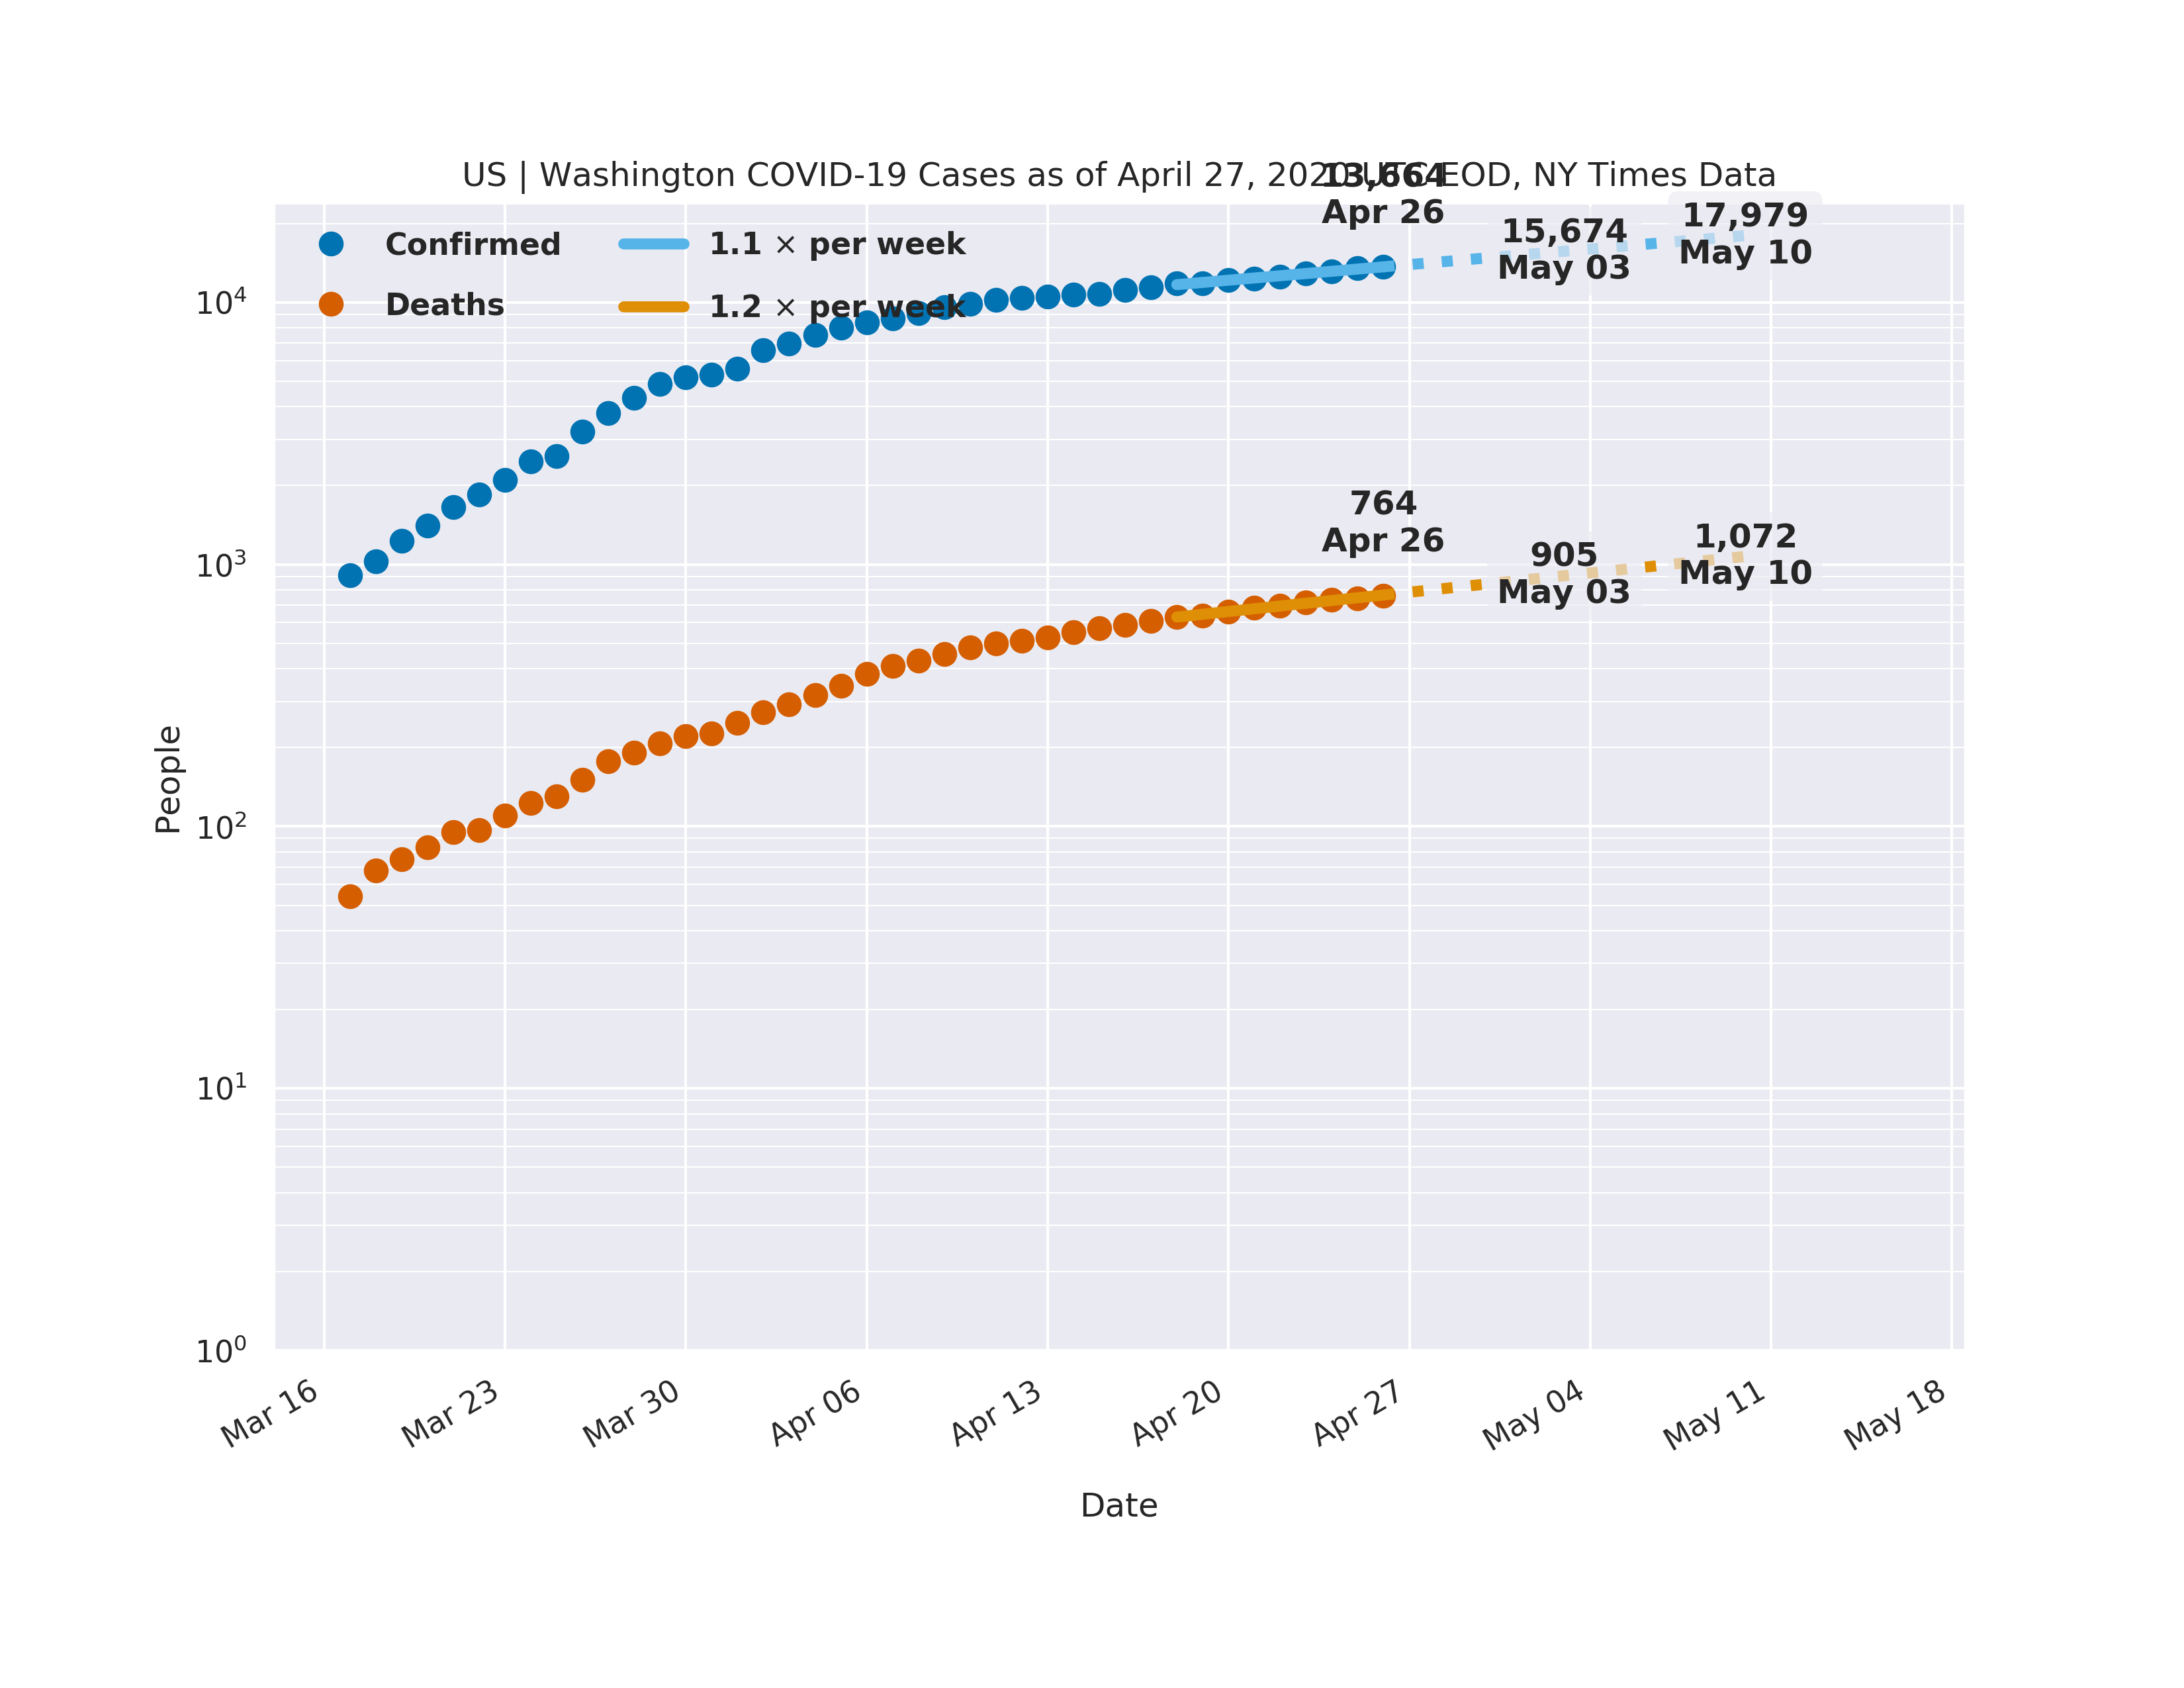 US | Washington COVID-19 Cases as of April 27, 2020 UTC EOD, NY Times Data
13,664
Apr 26
15,674
May 03
17,979
May 10
Confirmed
Deaths
1.1 × per week
1.2 × per week
764
Apr 26
905
May 03
1,072
May 10
People
10⁴
10³
10²
10¹
10⁰
Mar 16
Mar 23
Mar 30
Apr 06
Apr 13
Apr 20
Apr 27
May 04
May 11
May 18
Date